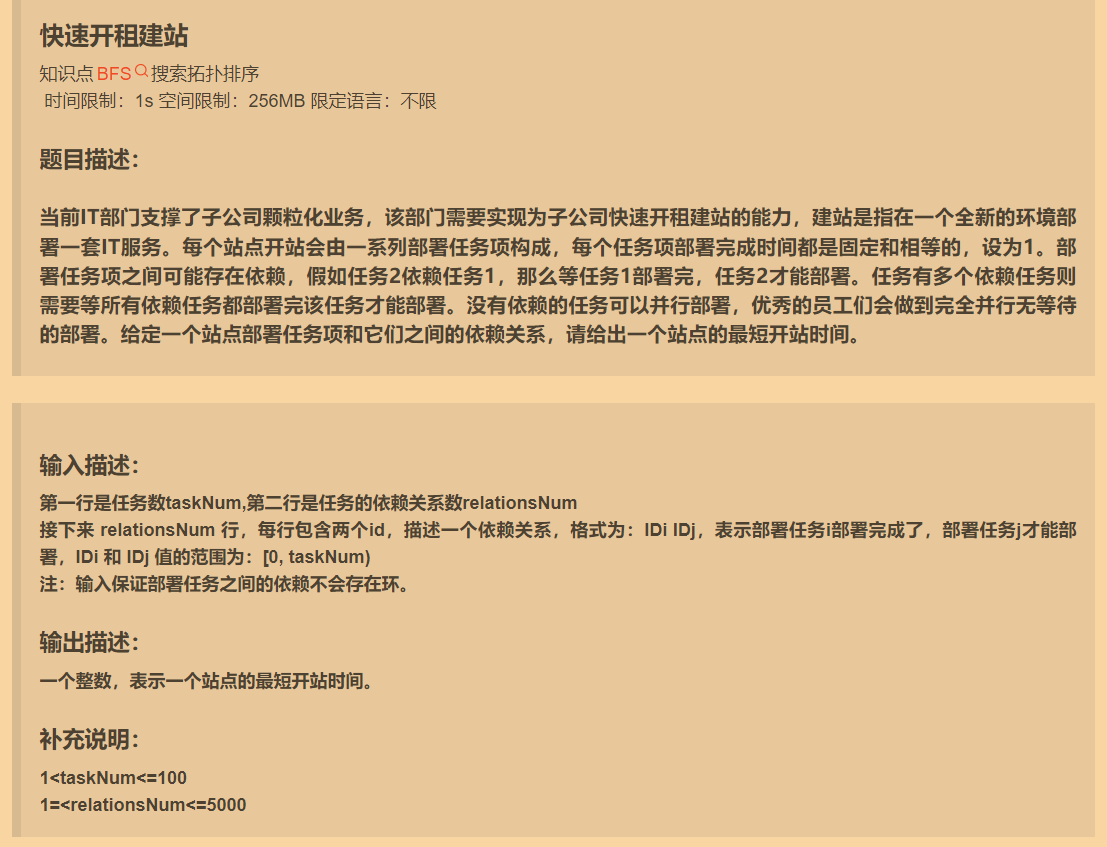 快速开租建站
知识点BFS搜索拓扑排序
时间限制：1s 空间限制：256MB 限定语言：不限
题目描述：
当前IT部门支撑了子公司颗粒化业务，该部门需要实现为子公司快速开租建站的能力，建站是指在一个全新的环境部
署一套IT服务。每个站点开站会由一系列部署任务项构成，每个任务项部署完成时间都是固定和相等的，设为1。部
署任务项之间可能存在依赖，假如任务2依赖任务1，那么等任务1部署完，任务2才能部署。任务有多个依赖任务则
需要等所有依赖任务都部署完该任务才能部署。没有依赖的任务可以并行部署，优秀的员工们会做到完全并行无等待
的部署。给定一个站点部署任务项和它们之间的依赖关系，请给出一个站点的最短开站时间。
输入描述：
第一行是任务数taskNum,第二行是任务的依赖关系数relationsNum
接下来 relationsNum 行，每行包含两个id，描述一个依赖关系，格式为：IDi IDj，表示部署任务i部署完成了，部署任务j才能部
署，IDi 和 IDj 值的范围为：[0, taskNum)
注：输入保证部署任务之间的依赖不会存在环。
输出描述：
一个整数，表示一个站点的最短开站时间。
补充说明：
1<taskNum<=100
1=<relationsNum<=5000